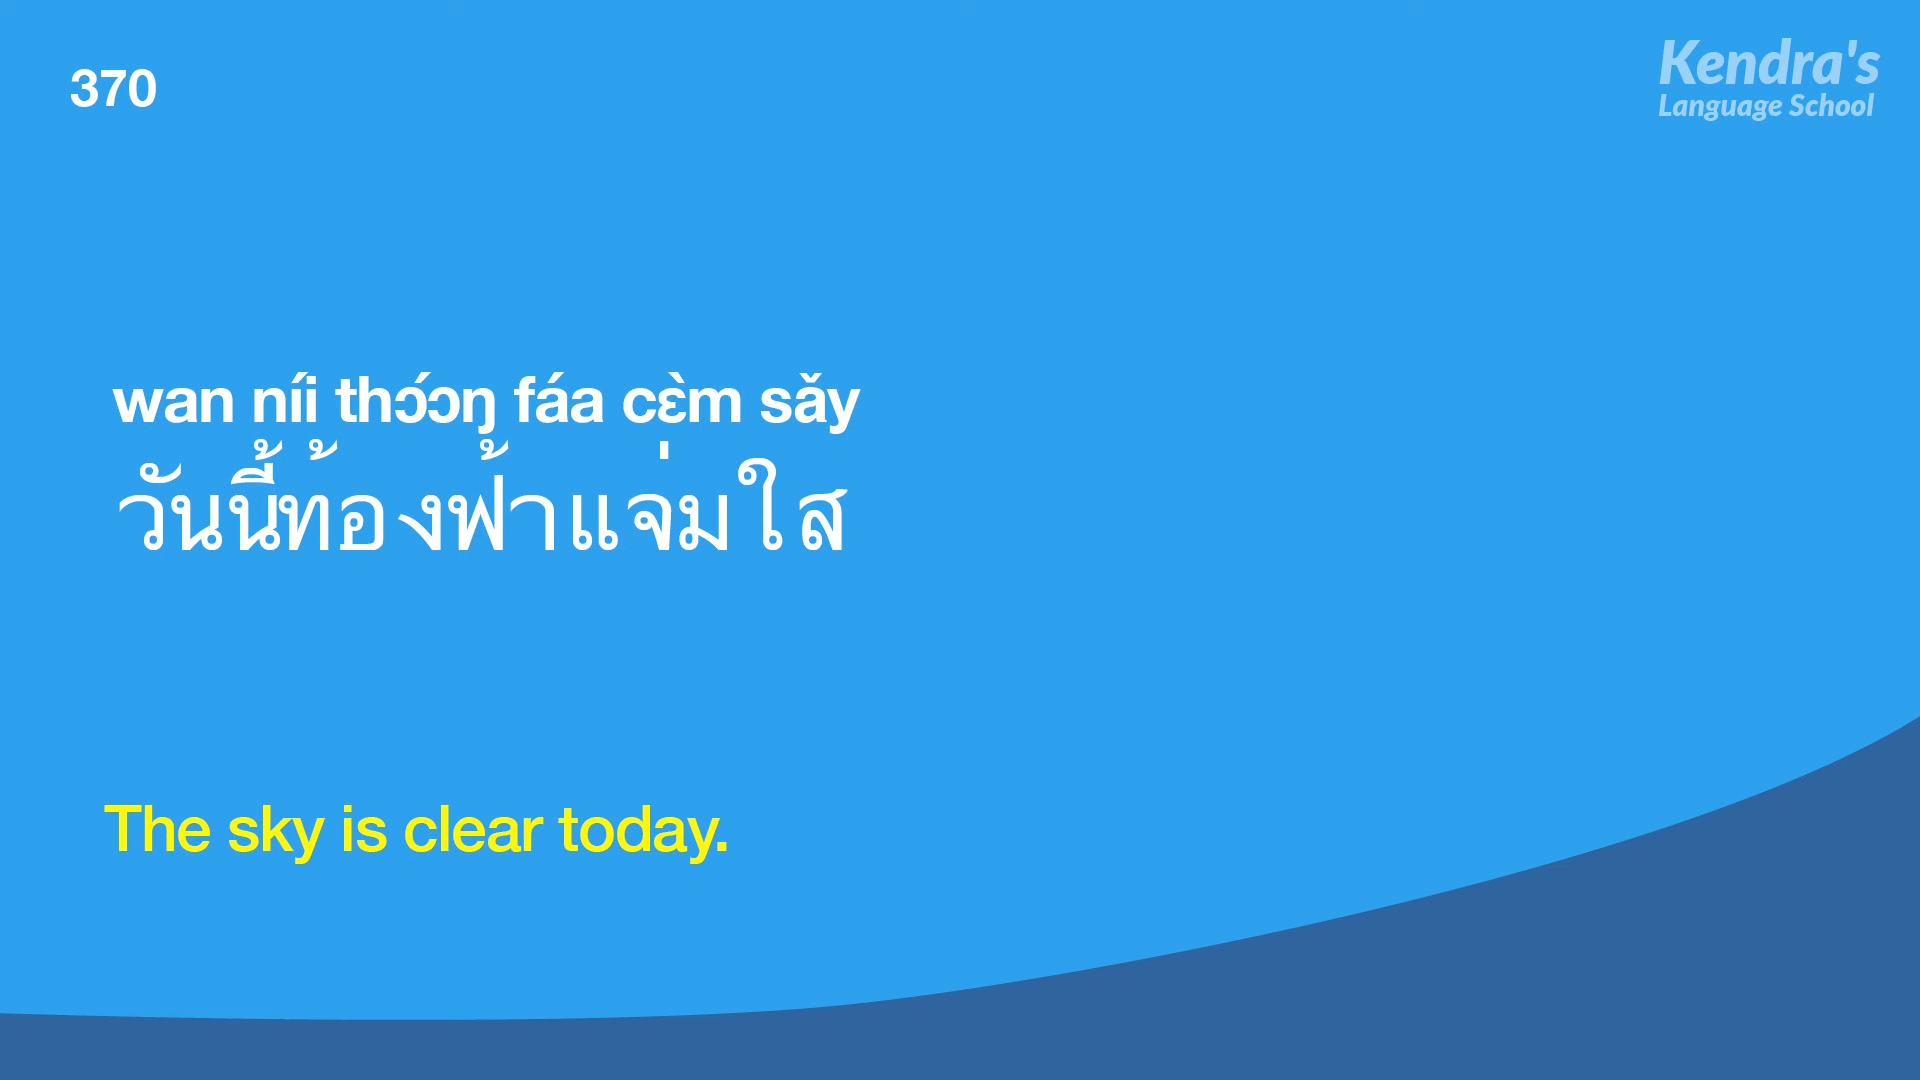 370
Kendra's
Language School
wan níi thɔ́ɔŋ fáa cɛ̀m sǎy
วันนี้ท้องฟ้าแจ่มใส
The sky is clear today.